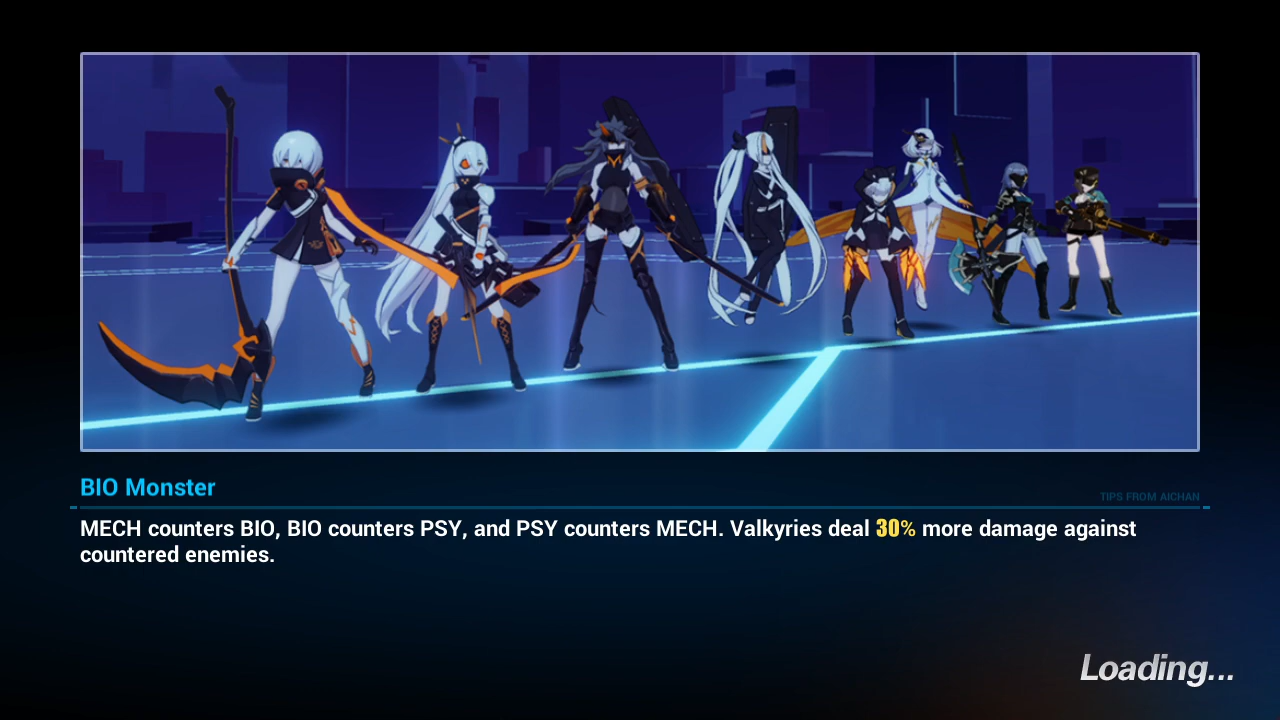 BIO Monster
TIPS FROM AICHAN
MECH counters BIO, BIO counters PSY, and PSY counters MECH. Valkyries deal 30% more damage against
countered enemies.
Loading...